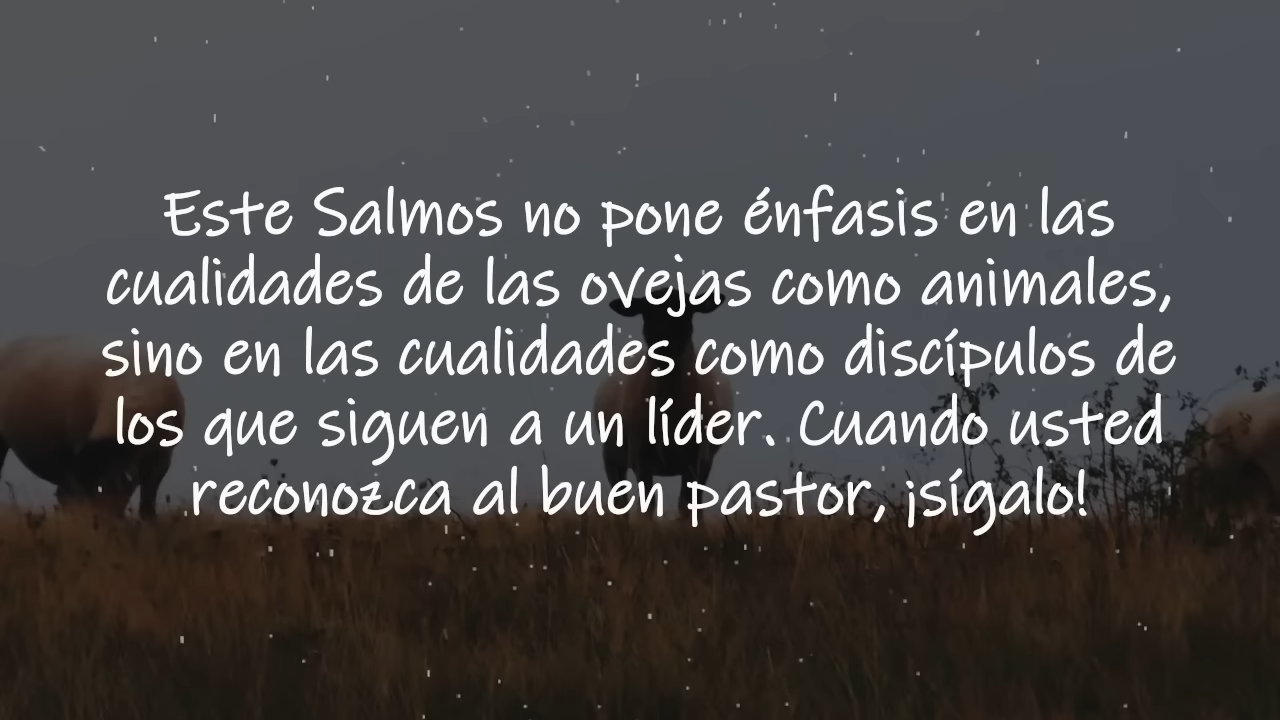 Este Salmos no pone énfasis en las
cualidades de las ovejas como animales,
sino en las cualidades como discípulos de
los que siguen a un líder. Cuando usted
reconozca al buen pastor, ¡sígalo!